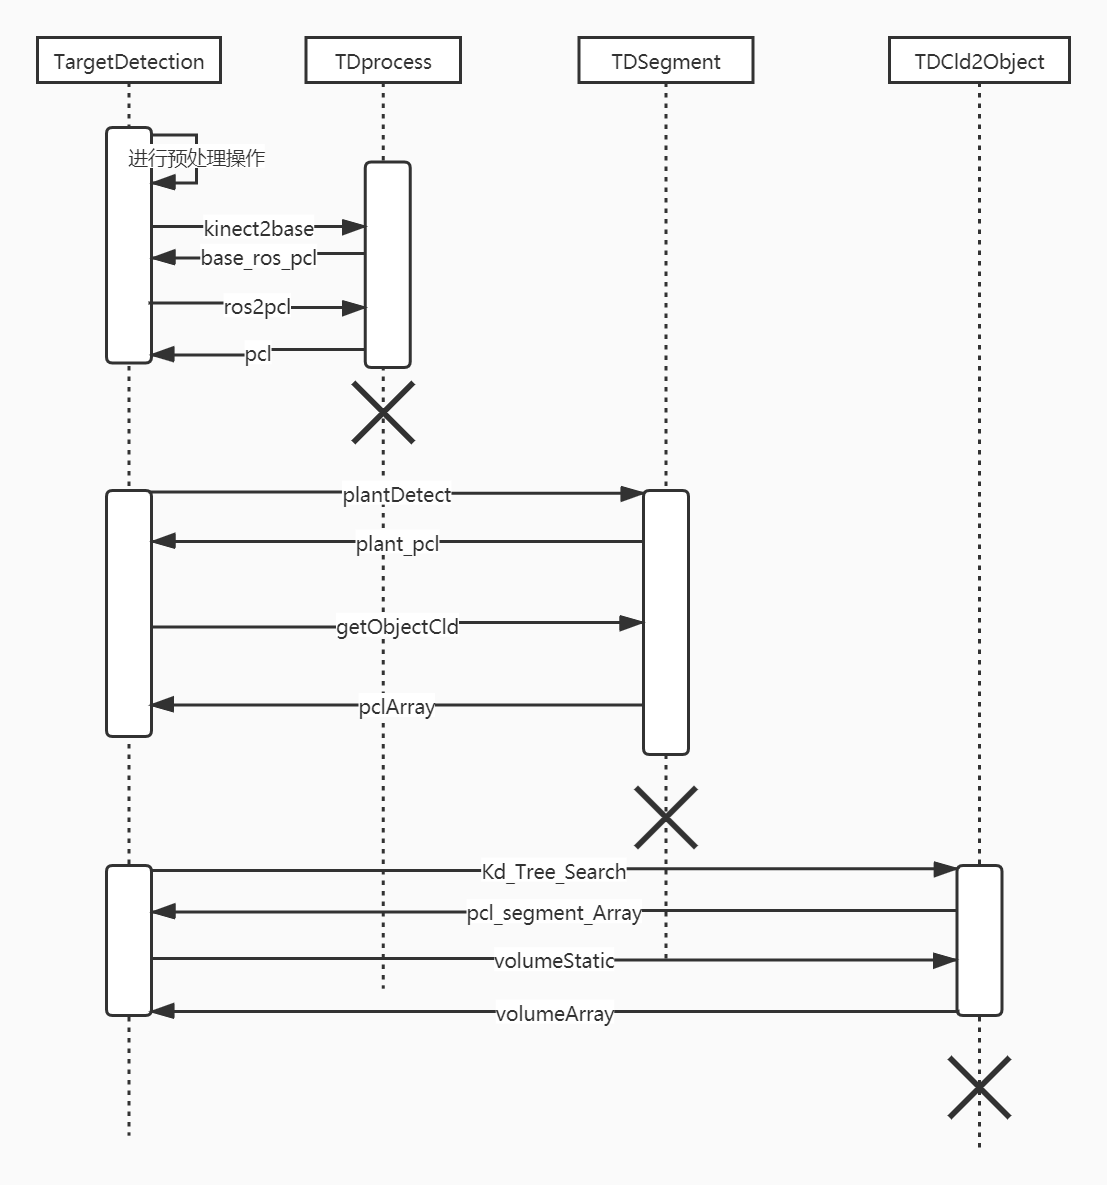 TargetDetection
TDprocess
TDSegment
TDCld2Object
进行预处理操作
kinect2base
base_ros_pcl
ros2pcl
pcl
plantDetect
plant_pcl
getObjectCld
pclArray
Kd_Tree_Search
pcl_segment_Array
volumeStatic
volumeArray